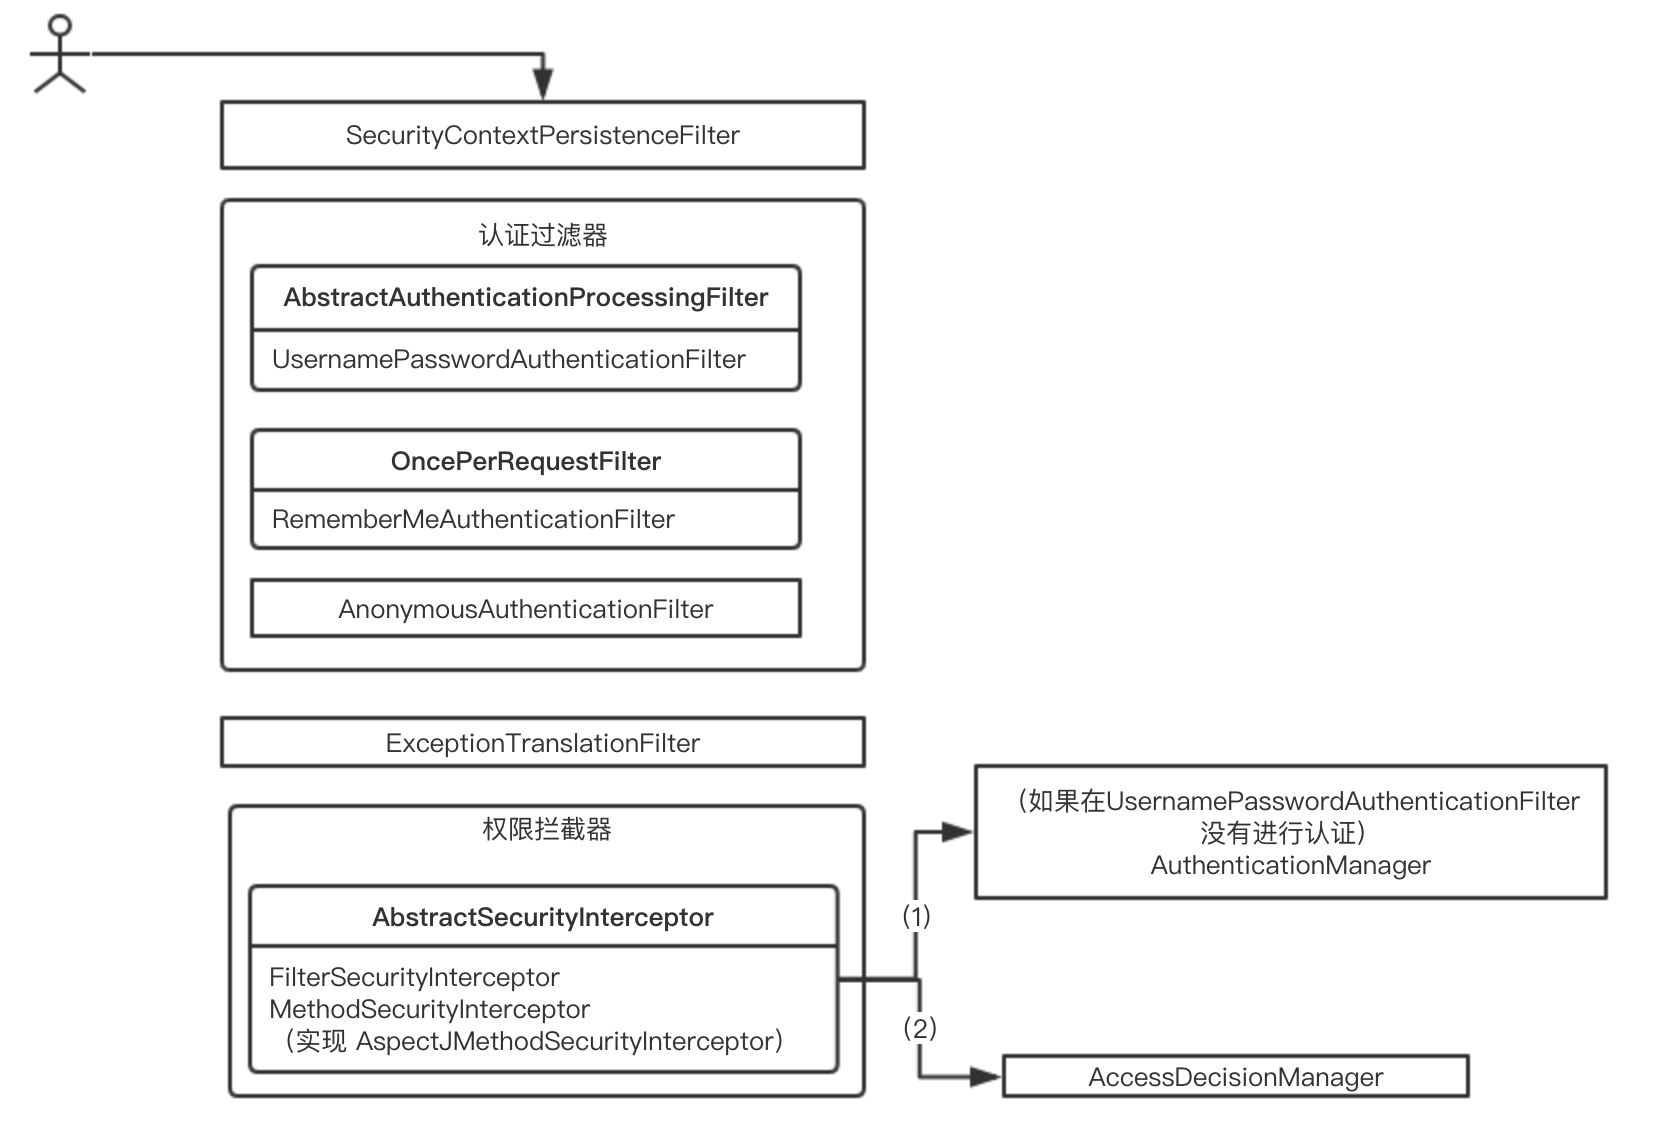 SecurityContextPersistenceFilter
认证过滤器
AbstractAuthenticationProcessingFilter
UsernamePasswordAuthenticationFilter
OncePerRequestFilter
RememberMeAuthenticationFilter
AnonymousAuthenticationFilter
ExceptionTranslationFilter
权限拦截器
AbstractSecurityInterceptor
FilterSecurityInterceptor
MethodSecurityInterceptor
（实现 AspectJMethodSecurityInterceptor）
(1)
（如果在UsernamePasswordAuthenticationFilter
没有进行认证）
AuthenticationManager
(2)
AccessDecisionManager